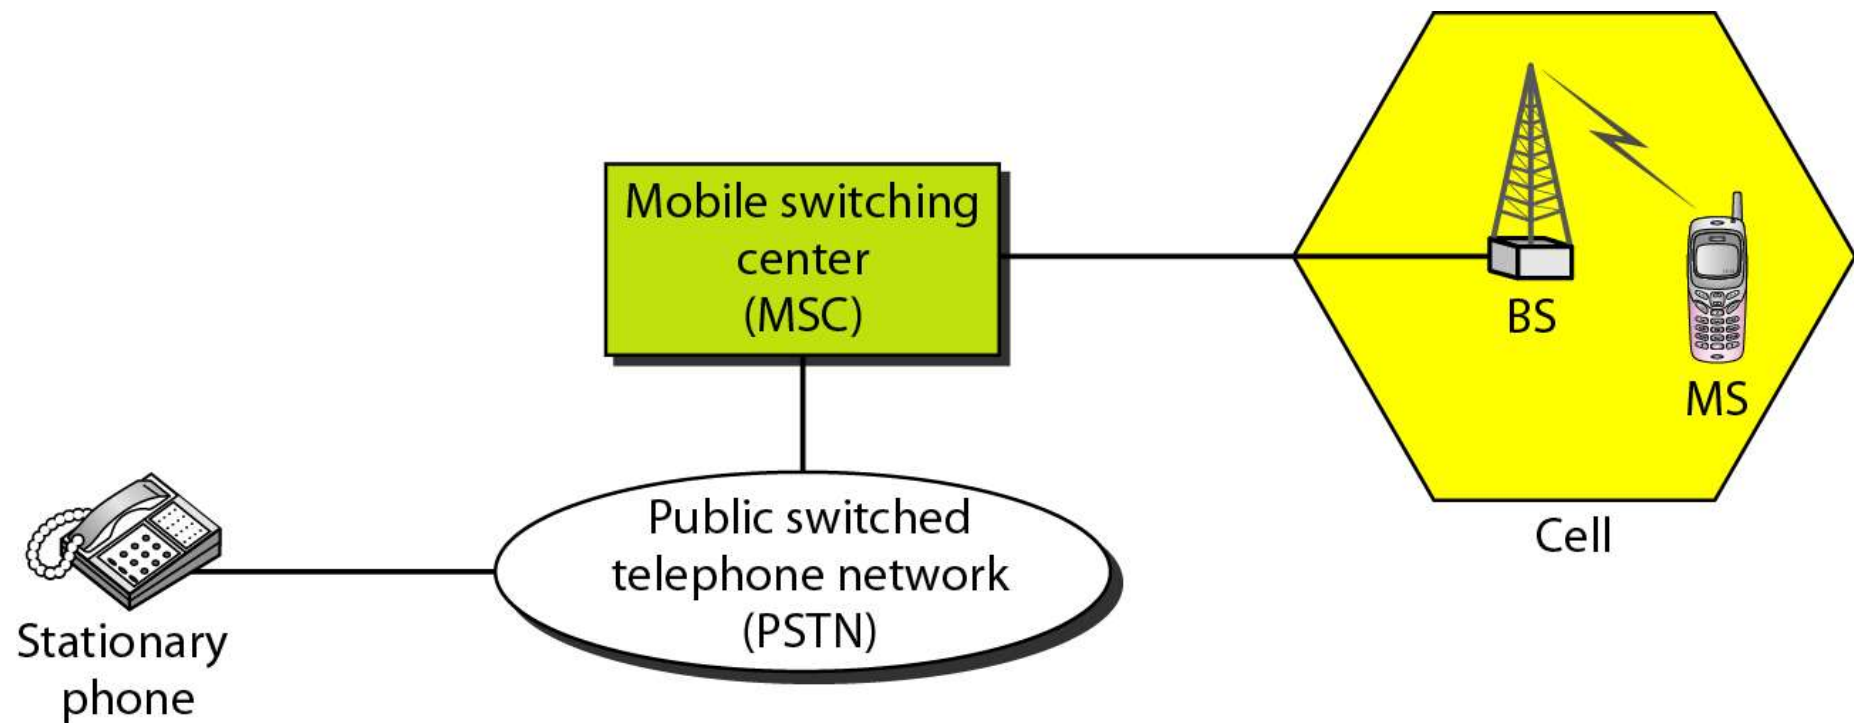 Mobile switching
center
(MSC)
BS
MS
Cell
Public switched
telephone network
(PSTN)
Stationary
phone